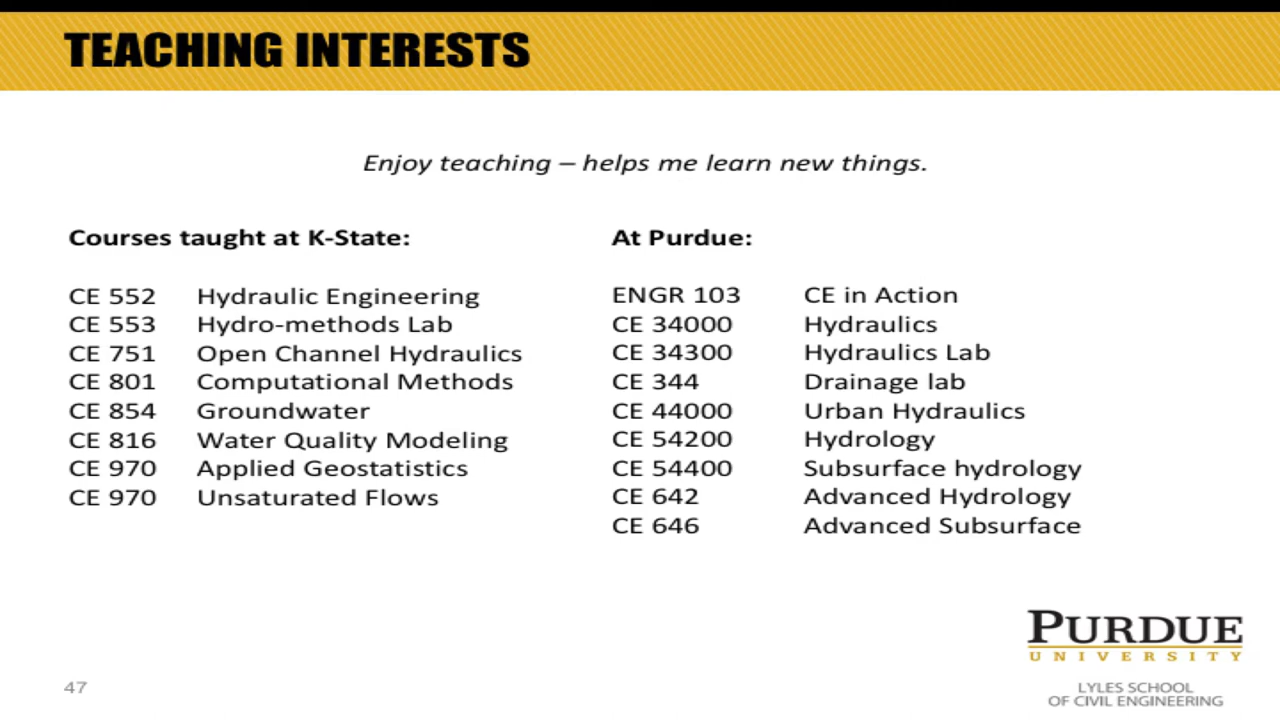 TEACHING INTERESTS
Enjoy teaching – helps me learn new things.
Courses taught at K-State:
CE 552 Hydraulic Engineering
CE 553 Hydro-methods Lab
CE 751 Open Channel Hydraulics
CE 801 Computational Methods
CE 854 Groundwater
CE 816 Water Quality Modeling
CE 970 Applied Geostatistics
CE 970 Unsaturated Flows
At Purdue:
ENGR 103 CE in Action
CE 34000 Hydraulics
CE 34300 Hydraulics Lab
CE 344 Drainage lab
CE 44000 Urban Hydraulics
CE 54200 Hydrology
CE 54400 Subsurface hydrology
CE 642 Advanced Hydrology
CE 646 Advanced Subsurface
PURDUE
UNIVERSITY
LYLES SCHOOL
OF CIVIL ENGINEERING
47